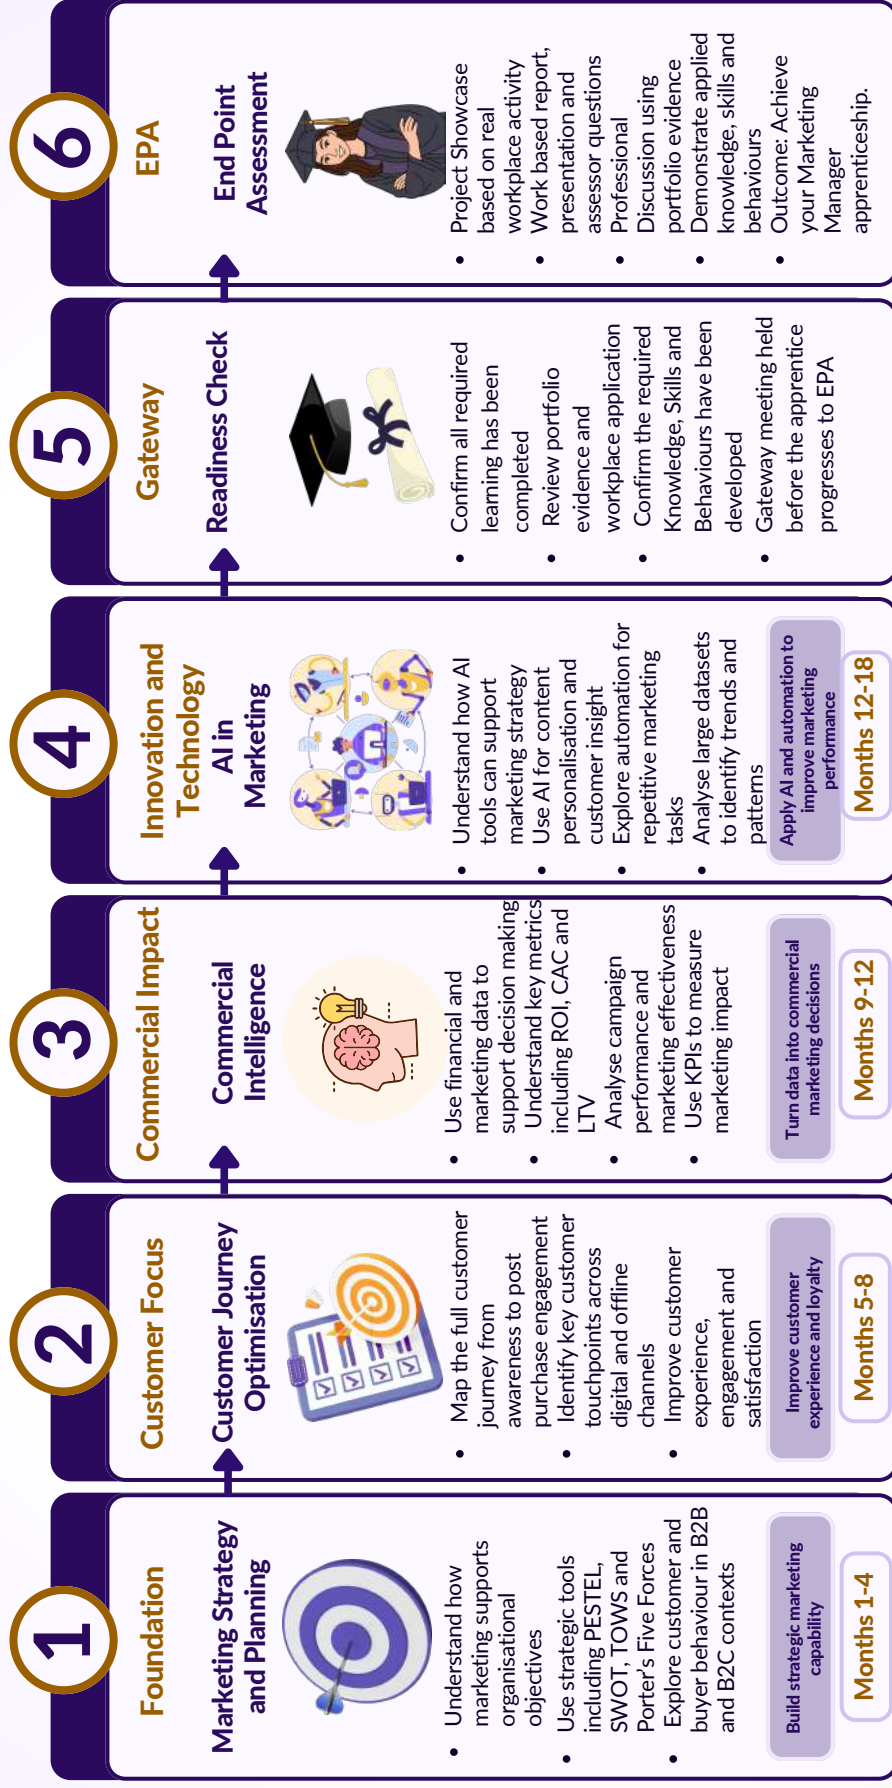 1
Foundation
Marketing Strategy
and Planning
• Understand how
marketing supports
organisational
objectives
• Use strategic tools
including PESTEL,
SWOT, TOWS and
Porter's Five Forces
• Explore customer and
buyer behaviour in B2B
and B2C contexts
Build strategic marketing
capability
Months 1-4
2
Customer Focus
Customer Journey
Optimisation
• Map the full customer
journey from
awareness to post
purchase engagement
• Identify key customer
touchpoints across
digital and offline
channels
• Improve customer
experience,
engagement and
satisfaction
Improve customer
experience and loyalty
Months 5-8
3
Commercial Impact
Commercial
Intelligence
• Use financial and
marketing data to
support decision making
• Understand key metrics
including ROI, CAC and
LTV
• Analyse campaign
performance and
marketing effectiveness
• Use KPIs to measure
marketing impact
Turn data into commercial
marketing decisions
Months 9-12
4
Innovation and
Technology
AI in
Marketing
• Understand how AI
tools can support
marketing strategy
• Use AI for content
personalisation and
customer insight
• Explore automation for
repetitive marketing
tasks
• Analyse large datasets
to identify trends and
patterns
Apply AI and automation to
improve marketing
performance
Months 12-18
5
Gateway
Readiness Check
• Confirm all required
learning has been
completed
• Review portfolio
evidence and
workplace application
• Confirm the required
Knowledge, Skills and
Behaviours have been
developed
• Gateway meeting held
before the apprentice
progresses to EPA
6
EPA
End Point
Assessment
• Project Showcase
based on real
workplace activity
• Work based report,
presentation and
assessor questions
• Professional
Discussion using
portfolio evidence
• Demonstrate applied
knowledge, skills and
behaviours
• Outcome: Achieve
your Marketing
Manager
apprenticeship.